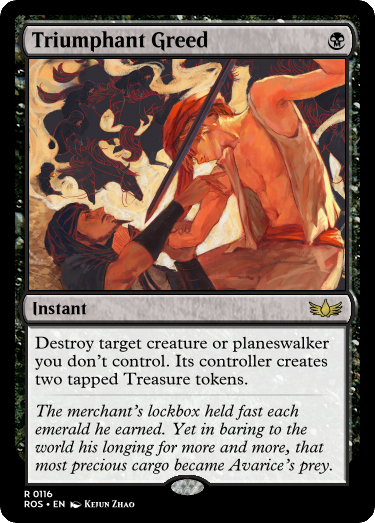 Triumphant Greed
Instant
Destroy target creature or planeswalker
you don't control. Its controller creates
two tapped Treasure tokens.
The merchant's lockbox held fast each
emerald he earned. Yet in baring to the
world his longing for more and more, that
most precious cargo became Avarice's prey.
R 0116
ROS • EN Kejun Zhao